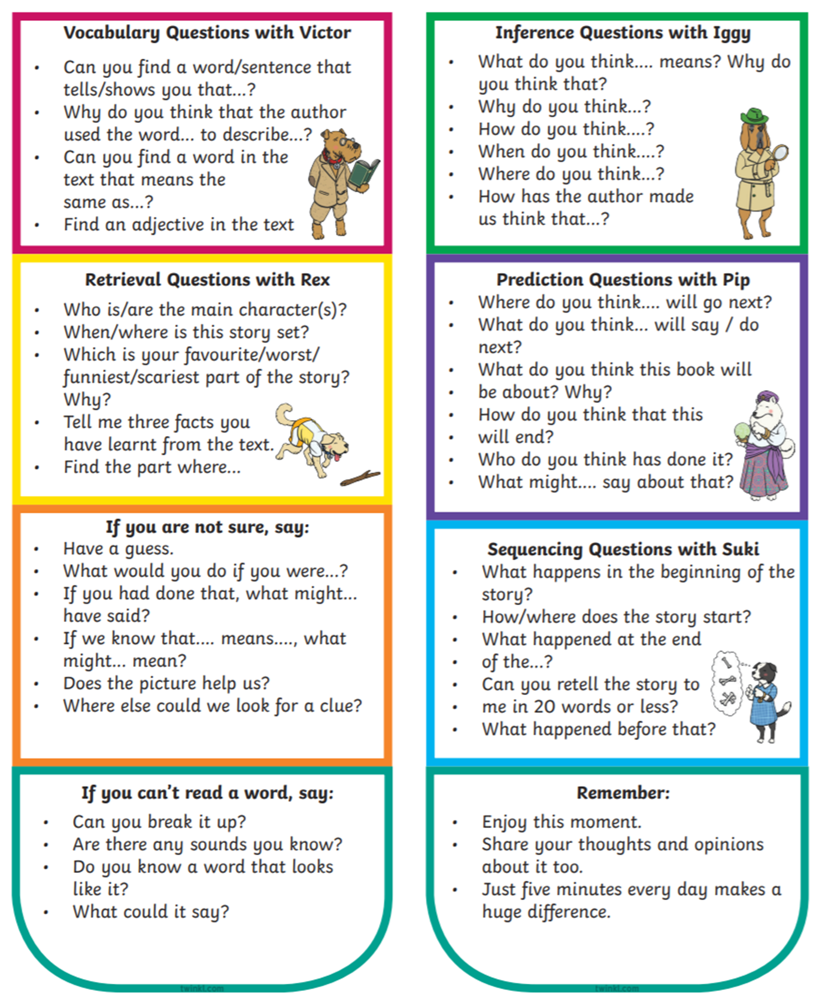 Vocabulary Questions with Victor
• Can you find a word/sentence that
tells/shows you that...?
• Why do you think that the author
used the word... to describe...?
• Can you find a word in the
text that means the
same as...?
• Find an adjective in the text
Retrieval Questions with Rex
• Who is/are the main character(s)?
• When/where is this story set?
• Which is your favourite/worst/
funniest/scariest part of the story?
Why?
• Tell me three facts you
have learnt from the text.
• Find the part where...
If you are not sure, say:
• Have a guess.
• What would you do if you were...?
• If you had done that, what might...
have said?
• If we know that.... means...., what
might... mean?
• Does the picture help us?
• Where else could we look for a clue?
If you can't read a word, say:
• Can you break it up?
• Are there any sounds you know?
• Do you know a word that looks
like it?
• What could it say?
twinkl.com
Inference Questions with Iggy
• What do you think.... means? Why do
you think that?
• Why do you think...?
• How do you think....?
• When do you think....?
• Where do you think...?
• How has the author made
us think that...?
Prediction Questions with Pip
• Where do you think.... will go next?
• What do you think... will say / do
next?
• What do you think this book will
• be about? Why?
• How do you think that this
• will end?
• Who do you think has done it?
• What might.... say about that?
Sequencing Questions with Suki
• What happens in the beginning of the
story?
• How/where does the story start?
• What happened at the end
• of the...?
• Can you retell the story to
• me in 20 words or less?
• What happened before that?
Remember:
• Enjoy this moment.
• Share your thoughts and opinions
about it too.
• Just five minutes every day makes a
huge difference.
twinkl.com